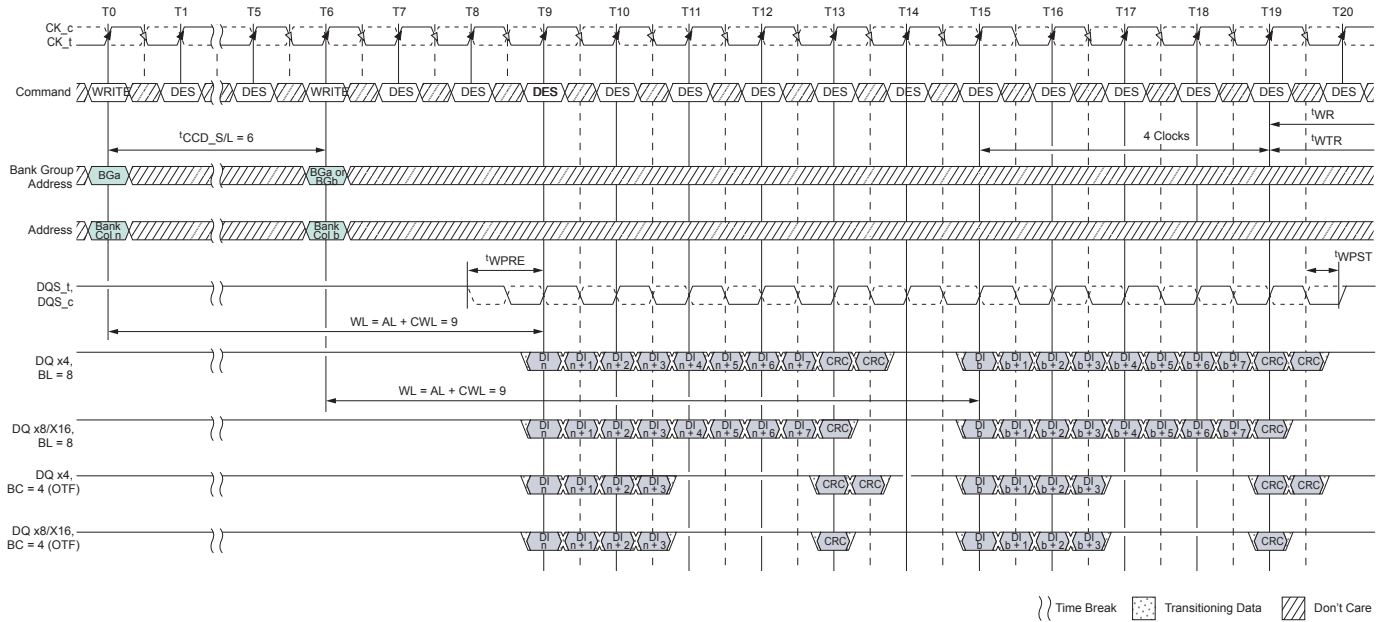 T0 T1 T5 T6 T7 T8 T9 T10 T11 T12 T13 T14 T15 T16 T17 T18 T19 T20
CK_c
CK_t
Command WRITE DES DES WRITE DES DES DES DES DES DES DES DES DES DES DES DES DES DES
tWR
tCCD_S/L = 6
4 Clocks
tWTR
Bank Group
Address
BGa
BGa or
BGb
Address
Bank
Col n
Bank
Col b
tWPRE
tWPST
DQS_t,
DQS_c
WL = AL + CWL = 9
DQ x4,
BL = 8
DI
n
DI
n + 1
DI
n + 2
DI
n + 3
DI
n + 4
DI
n + 5
DI
n + 6
DI
n + 7
CRC
CRC
DI
b
DI
b + 1
DI
b + 2
DI
b + 3
DI
b + 4
DI
b + 5
DI
b + 6
DI
b + 7
CRC
CRC
WL = AL + CWL = 9
DQ x8/X16,
BL = 8
DI
n
DI
n + 1
DI
n + 2
DI
n + 3
DI
n + 4
DI
n + 5
DI
n + 6
DI
n + 7
CRC
DI
b
DI
b + 1
DI
b + 2
DI
b + 3
DI
b + 4
DI
b + 5
DI
b + 6
DI
b + 7
CRC
DQ x4,
BC = 4 (OTF)
DI
n
DI
n + 1
DI
n + 2
DI
n + 3
CRC
CRC
DI
b
DI
b + 1
DI
b + 2
DI
b + 3
CRC
CRC
DQ x8/X16,
BC = 4 (OTF)
DI
n
DI
n + 1
DI
n + 2
DI
n + 3
CRC
DI
b
DI
b + 1
DI
b + 2
DI
b + 3
CRC
Time Break Transitioning Data Don't Care